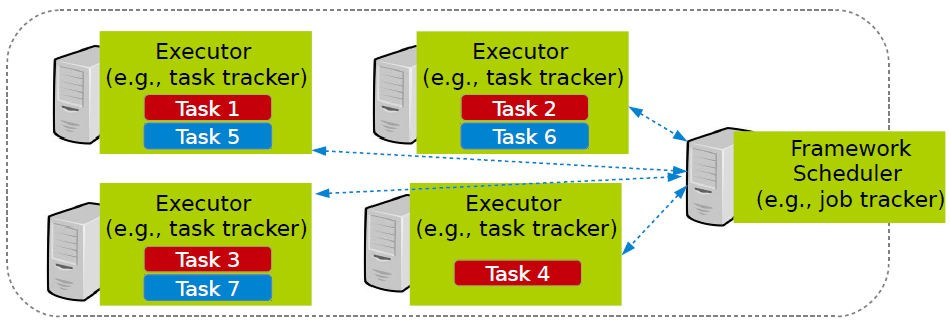 Executor
(e.g., task tracker)
Task 1
Task 5
Executor
(e.g., task tracker)
Task 2
Task 6
Framework
Scheduler
(e.g., job tracker)
Executor
(e.g., task tracker)
Task 3
Task 7
Executor
(e.g., task tracker)
Task 4